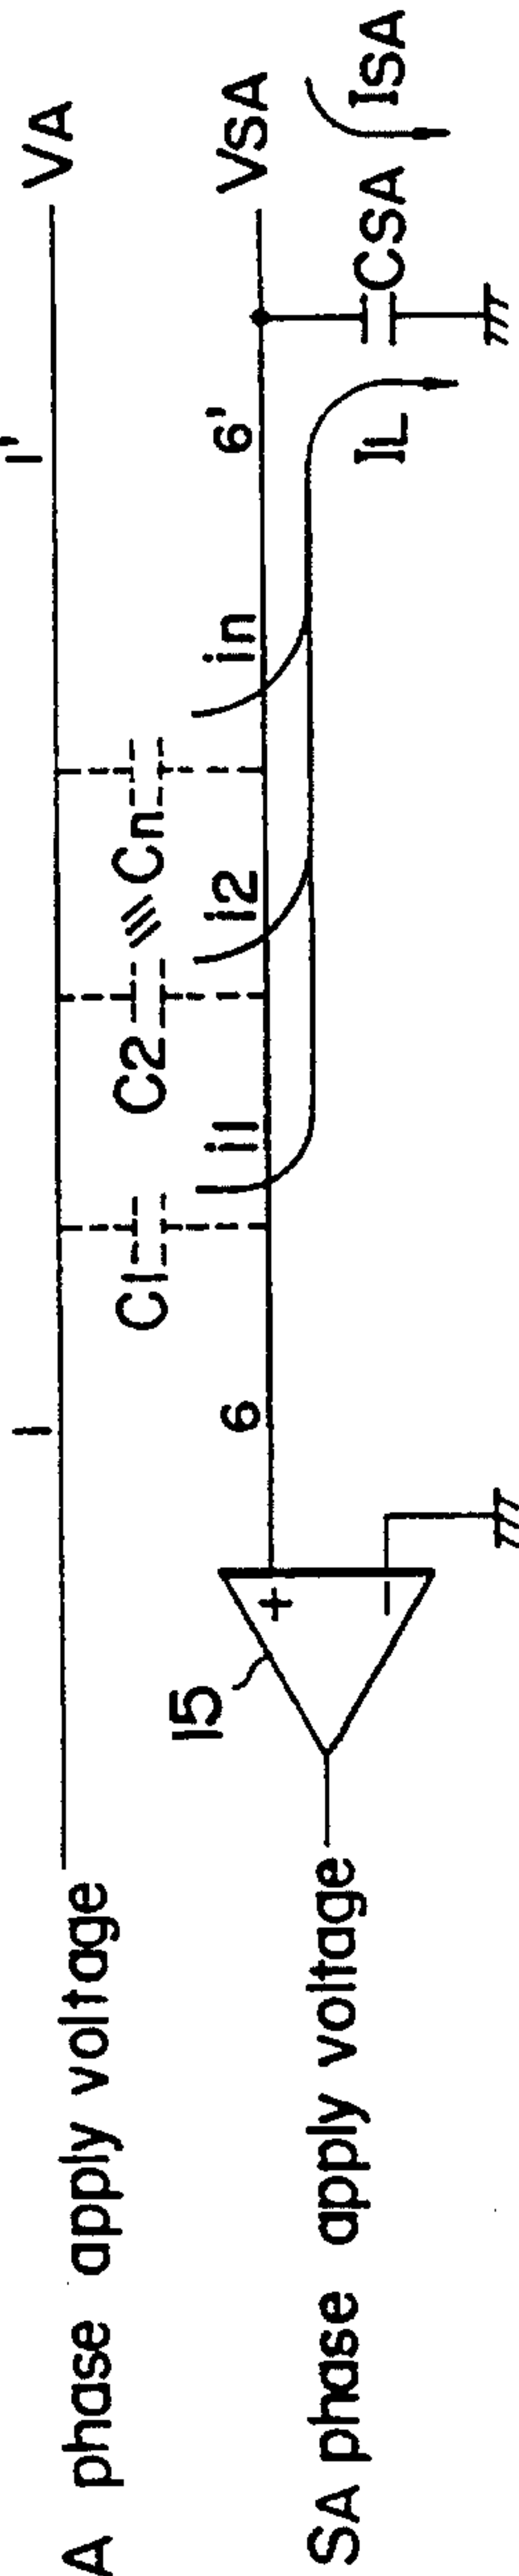 A phase apply voltage
1
1'
VA
C1
C2
Cn
SA phase apply voltage
15
+
−
6
i1
i2
in
6'
VSA
IL
CSA
ISA